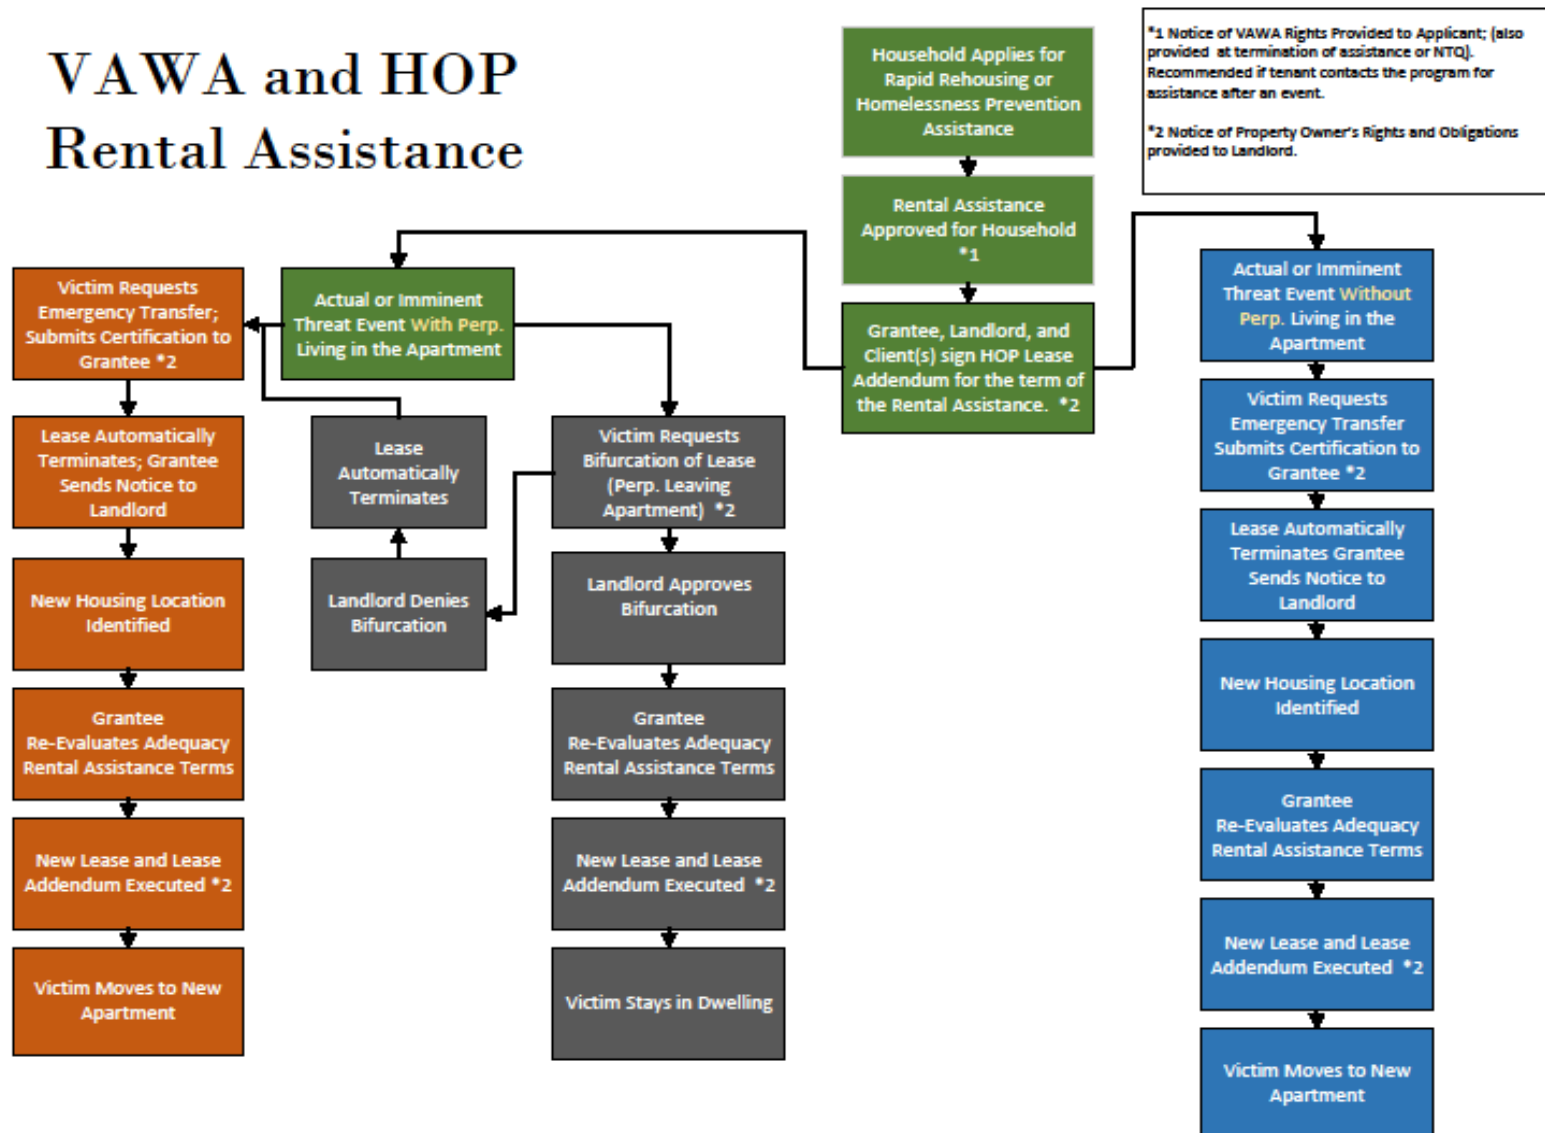 VAWA and HOP
Rental Assistance
Household Applies for
Rapid Rehousing or
Homelessness Prevention
Assistance
*1 Notice of VAWA Rights Provided to Applicant; (also
provided at termination of assistance or NTQ).
Recommended if tenant contacts the program for
assistance after an event.
*2 Notice of Property Owner's Rights and Obligations
provided to Landlord.
Rental Assistance
Approved for Household
*1
Grantee, Landlord, and
Client(s) sign HOP Lease
Addendum for the term of
the Rental Assistance. *2
Victim Requests
Emergency Transfer;
Submits Certification to
Grantee *2
Lease Automatically
Terminates; Grantee
Sends Notice to
Landlord
New Housing Location
Identified
Grantee
Re-Evaluates Adequacy
Rental Assistance Terms
New Lease and Lease
Addendum Executed *2
Victim Moves to New
Apartment
Actual or Imminent
Threat Event With Perp.
Living in the Apartment
Lease
Automatically
Terminates
Landlord Denies
Bifurcation
Victim Requests
Bifurcation of Lease
(Perp. Leaving
Apartment) *2
Landlord Approves
Bifurcation
Grantee
Re-Evaluates Adequacy
Rental Assistance Terms
New Lease and Lease
Addendum Executed *2
Victim Stays in Dwelling
Actual or Imminent
Threat Event Without
Perp. Living in the
Apartment
Victim Requests
Emergency Transfer
Submits Certification to
Grantee *2
Lease Automatically
Terminates Grantee
Sends Notice to
Landlord
New Housing Location
Identified
Grantee
Re-Evaluates Adequacy
Rental Assistance Terms
New Lease and Lease
Addendum Executed *2
Victim Moves to New
Apartment